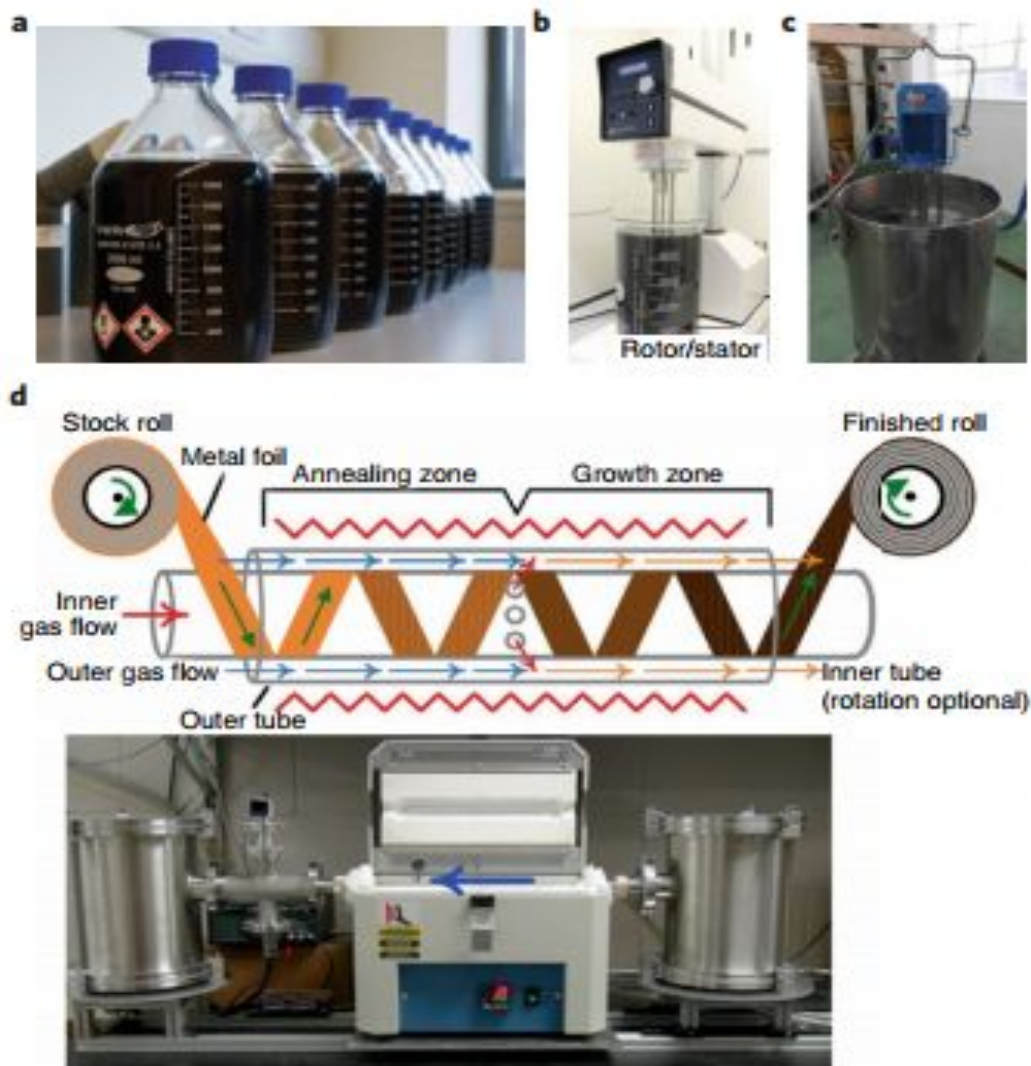 a
b
c
Rotor/stator
d
Stock roll
Finished roll
Metal foil
Annealing zone
Growth zone
Inner
gas flow
Outer gas flow
Inner tube
(rotation optional)
Outer tube